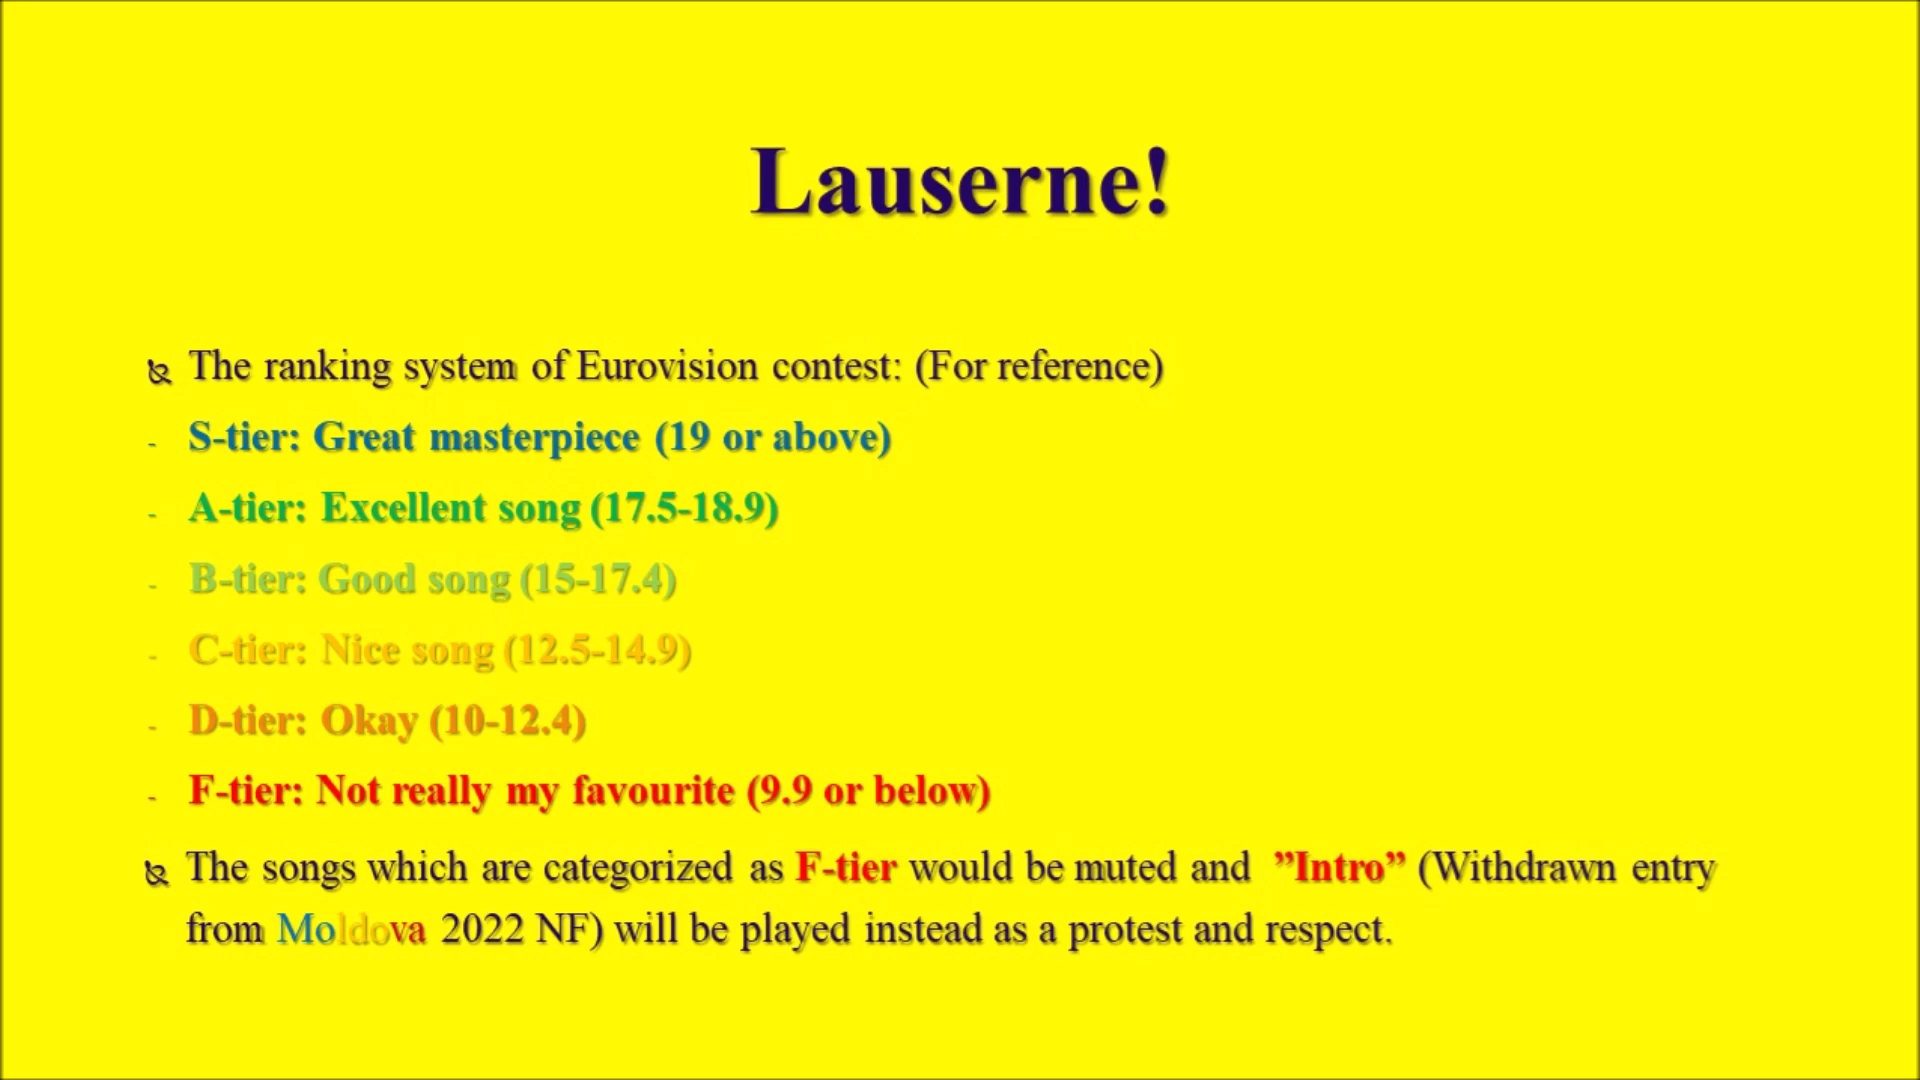 Lauserne!
The ranking system of Eurovision contest: (For reference)
- S-tier: Great masterpiece (19 or above)
- A-tier: Excellent song (17.5-18.9)
- B-tier: Good song (15-17.4)
- C-tier: Nice song (12.5-14.9)
- D-tier: Okay (10-12.4)
- F-tier: Not really my favourite (9.9 or below)
The songs which are categorized as F-tier would be muted and ”Intro” (Withdrawn entry
from Moldova 2022 NF) will be played instead as a protest and respect.